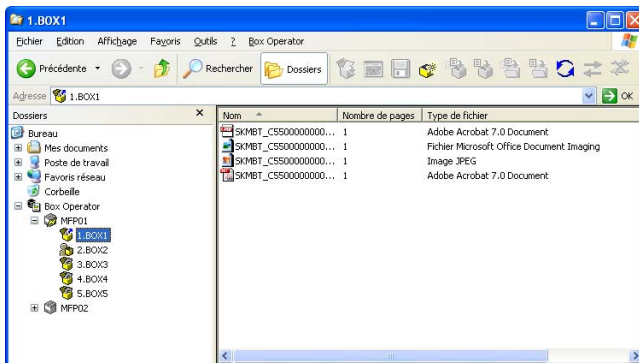 1.BOX1
Fichier Edition Affichage Favoris Outils ? Box Operator
Précédente Rechercher Dossiers
Adresse 1.BOX1 OK
Dossiers × Nom Nombre de pages Type de fichier
Bureau
Mes documents
Poste de travail
Favoris réseau
Corbeille
Box Operator
MFP01
1.BOX1
2.BOX2
3.BOX3
4.BOX4
5.BOX5
MFP02
SKMBT_C5500000000... 1 Adobe Acrobat 7.0 Document
SKMBT_C5500000000... 1 Fichier Microsoft Office Document Imaging
SKMBT_C5500000000... 1 Image JPEG
SKMBT_C5500000000... 1 Adobe Acrobat 7.0 Document